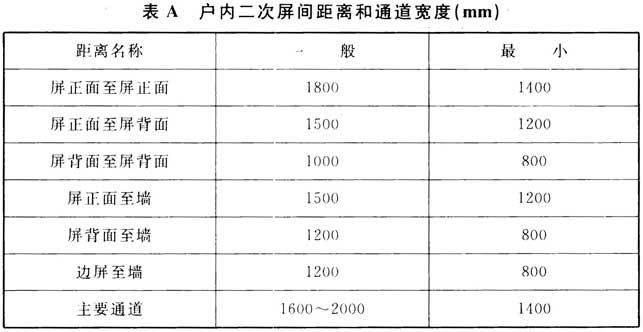 表 A 户内二次屏间距离和通道宽度(mm)
距离名称 一 般 最 小
屏正面至屏正面 1800 1400
屏正面至屏背面 1500 1200
屏背面至屏背面 1000 800
屏正面至墙 1500 1200
屏背面至墙 1200 800
边屏至墙 1200 800
主要通道 1600～2000 1400